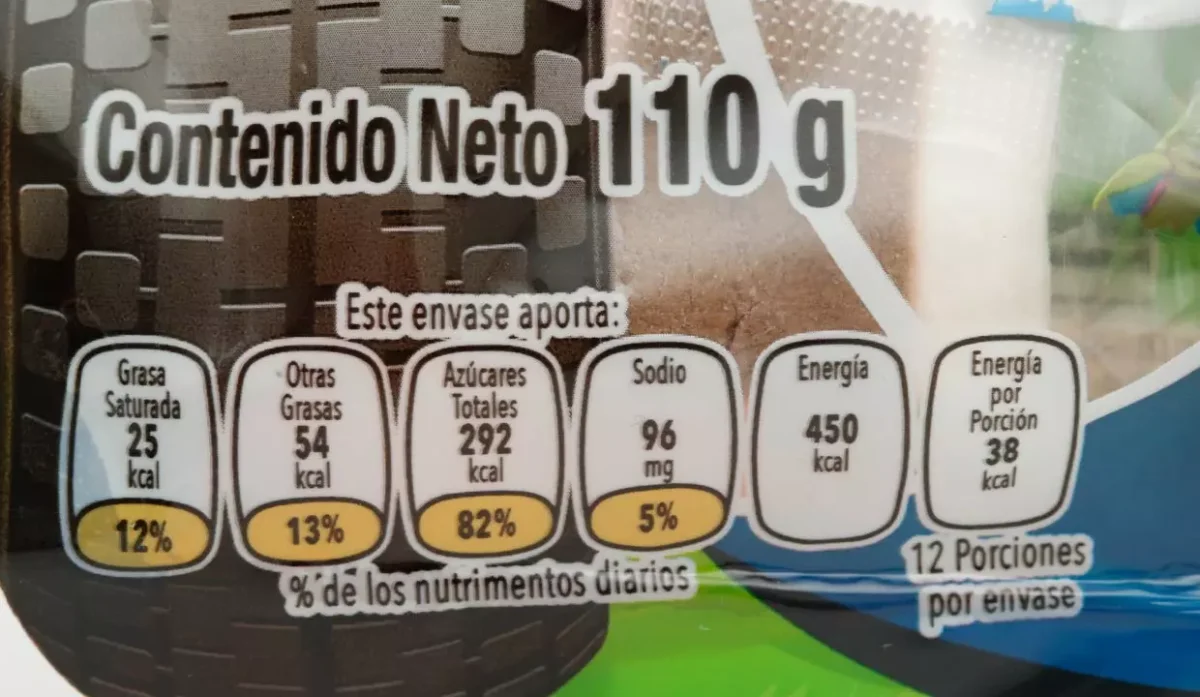 Contenido Neto 110 g
Este envase aporta:
Grasa
Saturada
25
kcal
12%
Otras
Grasas
54
kcal
13%
Azúcares
Totales
292
kcal
82%
Sodio
96
mg
5%
Energía
450
kcal
Energía
por
Porción
38
kcal
% de los nutrimentos diarios
12 Porciones
por envase